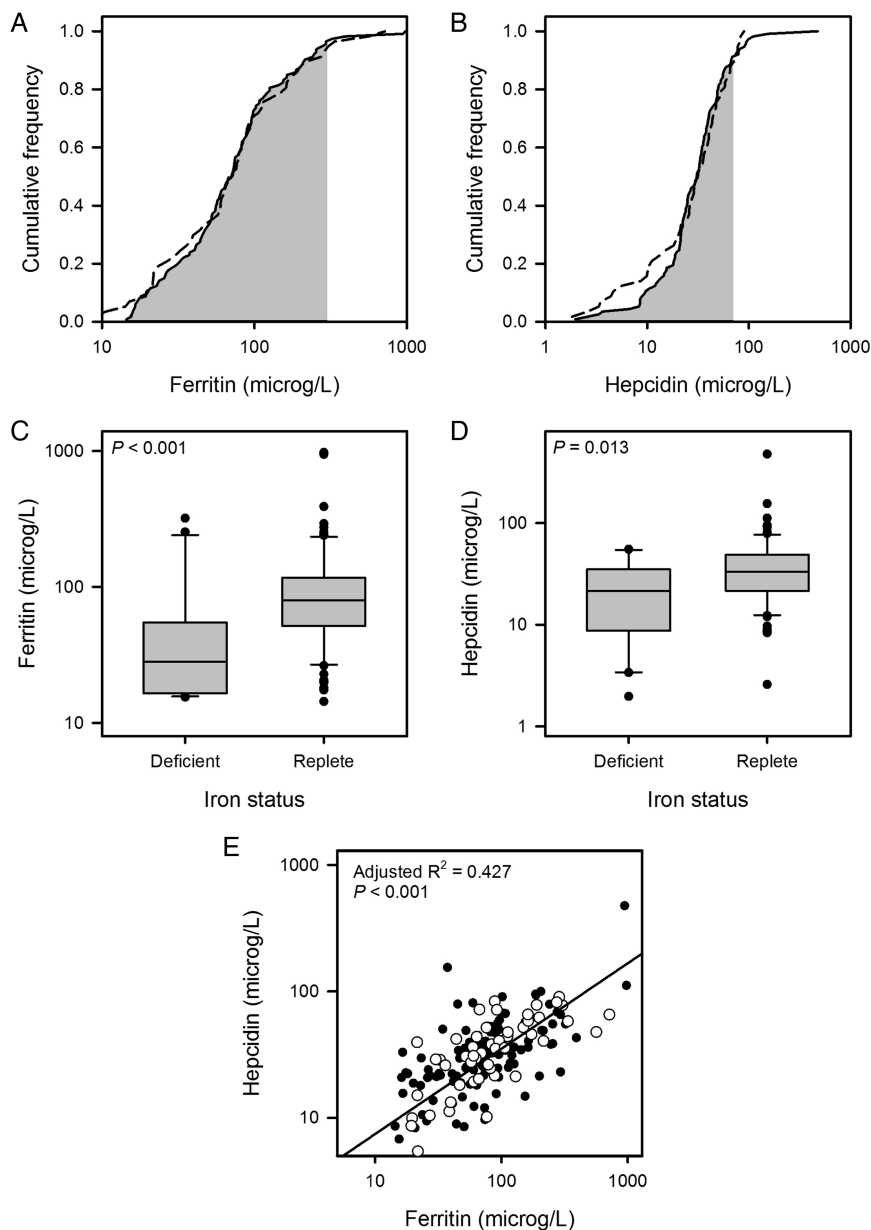 A
1.0
0.8
0.6
0.4
0.2
0.0
Cumulative frequency
10
100
1000
Ferritin (microg/L)
B
1.0
0.8
0.6
0.4
0.2
0.0
Cumulative frequency
1
10
100
1000
Hepcidin (microg/L)
C
P < 0.001
1000
100
10
Ferritin (microg/L)
Deficient
Replete
Iron status
D
P = 0.013
100
10
1
Hepcidin (microg/L)
Deficient
Replete
Iron status
E
Adjusted R² = 0.427
P < 0.001
1000
100
10
Hepcidin (microg/L)
10
100
1000
Ferritin (microg/L)